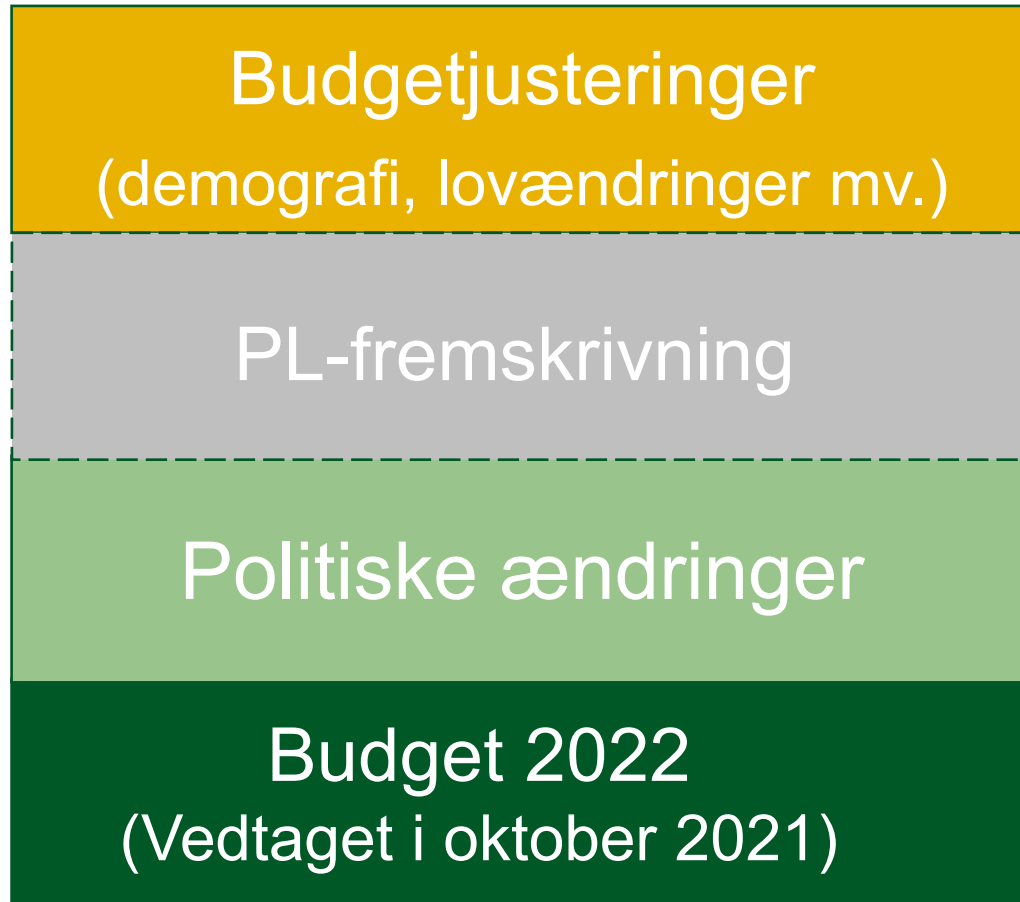 Budgetjusteringer
(demografi, lovændringer mv.)
PL-fremskrivning
Politiske ændringer
Budget 2022
(Vedtaget i oktober 2021)